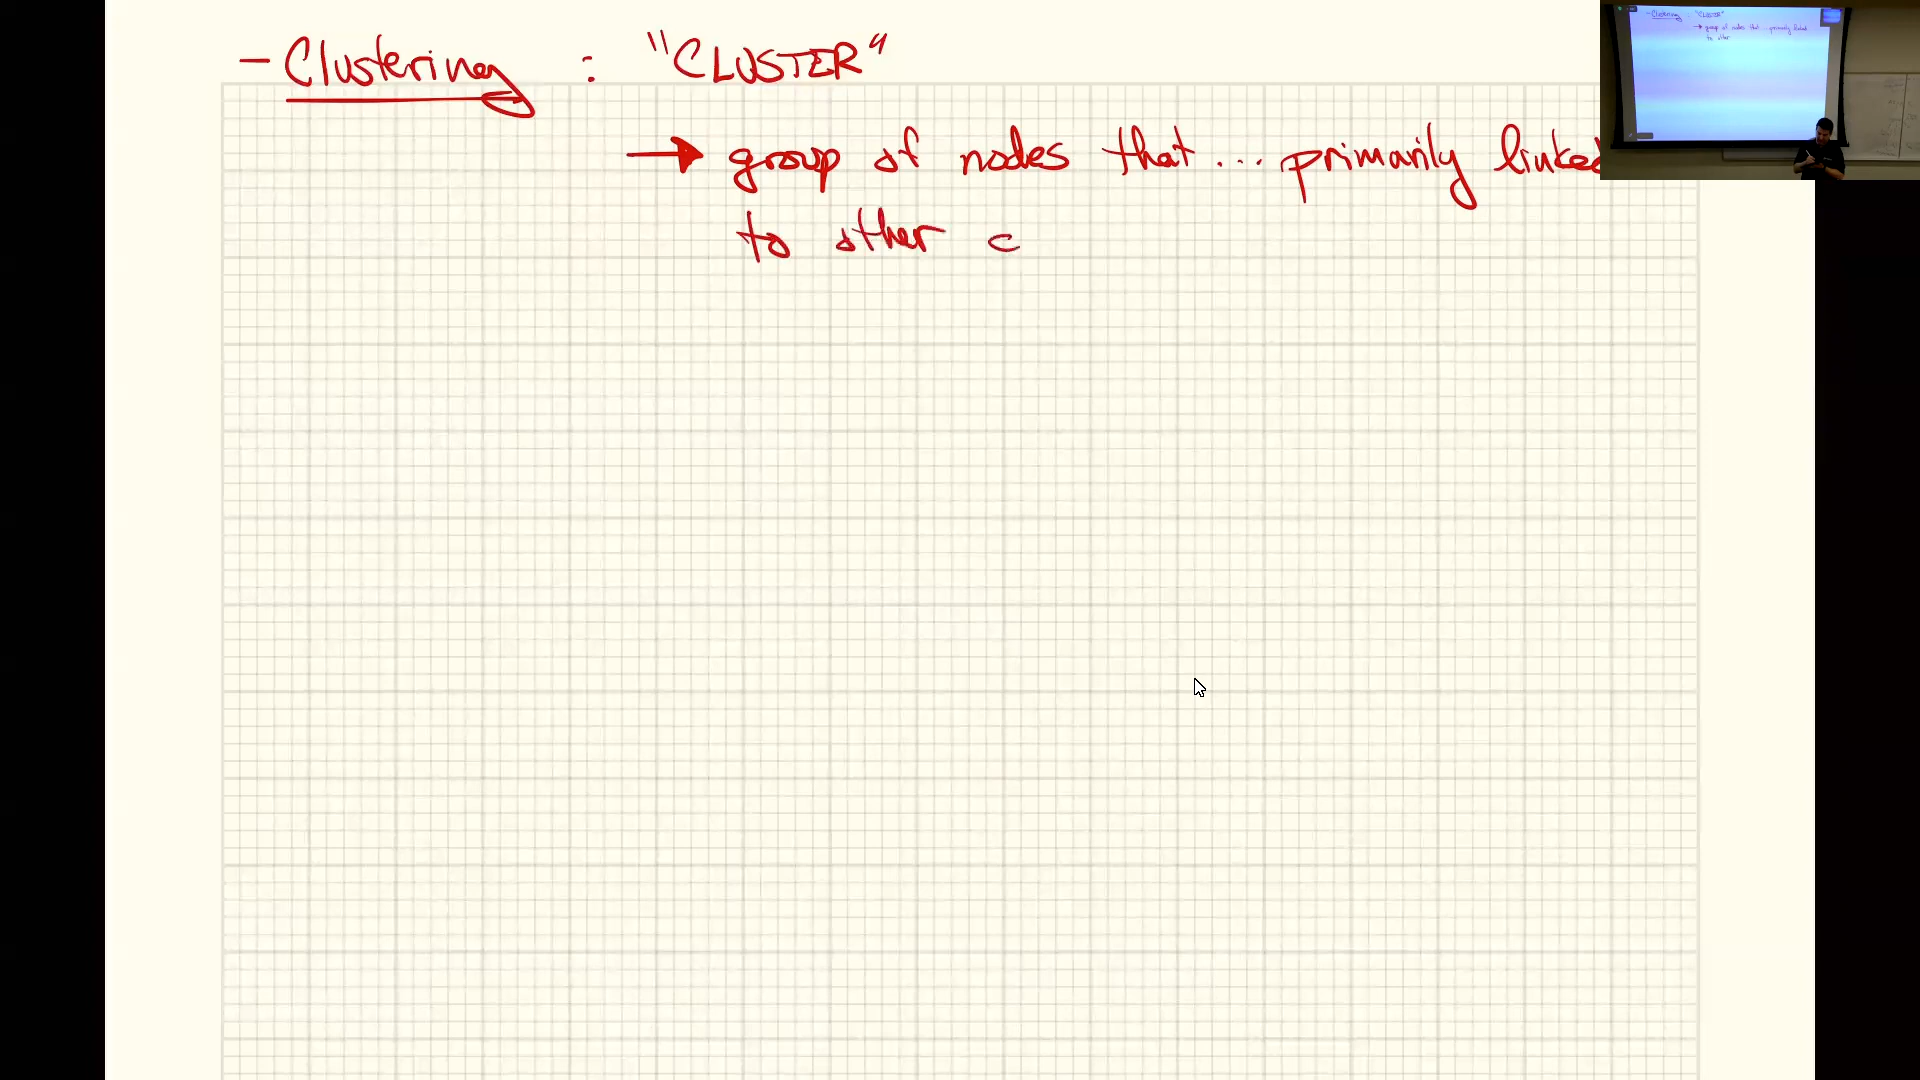 - Clustering : "CLUSTER"
→ group of nodes that ... primarily linked
to other c